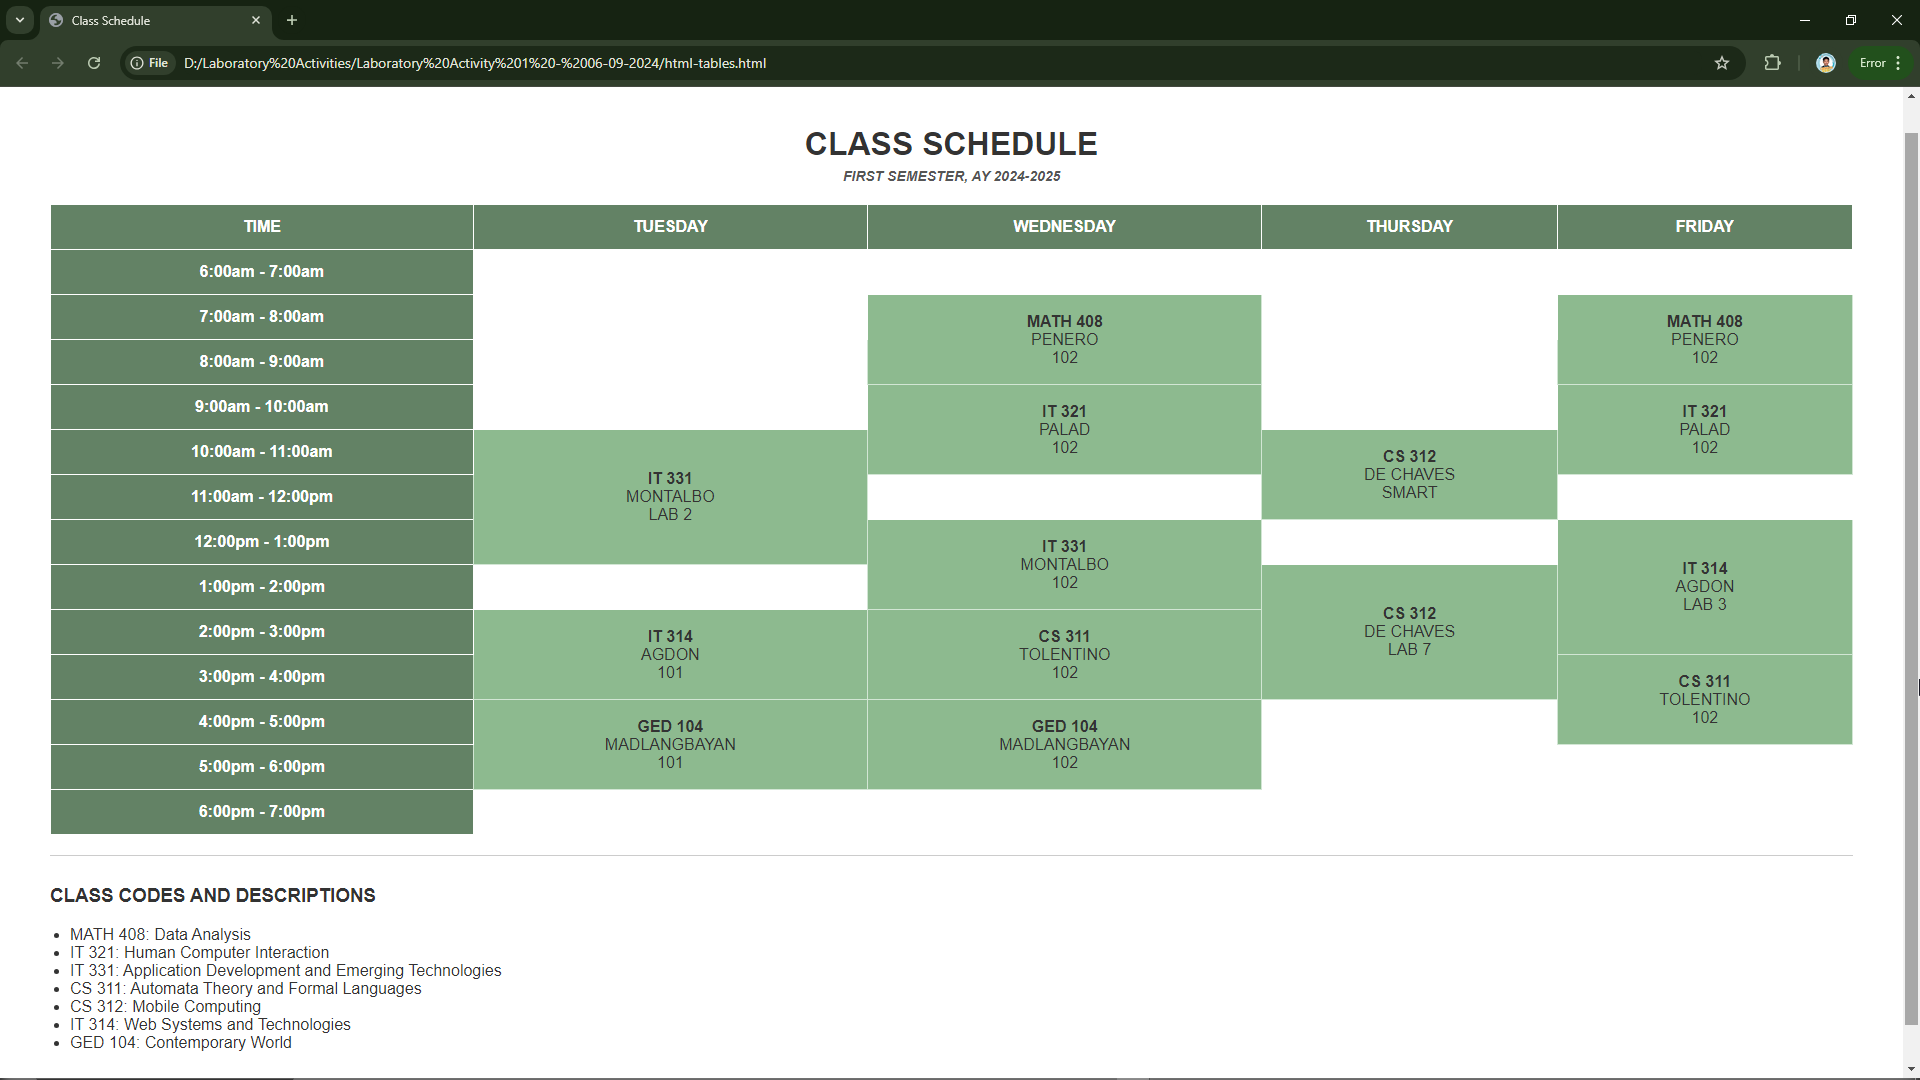 Class Schedule
File
D:/Laboratory%20Activities/Laboratory%20Activity%201%20-%2006-09-2024/html-tables.html
Error
CLASS SCHEDULE
FIRST SEMESTER, AY 2024-2025
TIME TUESDAY WEDNESDAY THURSDAY FRIDAY
6:00am - 7:00am
7:00am - 8:00am
8:00am - 9:00am
9:00am - 10:00am
10:00am - 11:00am
11:00am - 12:00pm
12:00pm - 1:00pm
1:00pm - 2:00pm
2:00pm - 3:00pm
3:00pm - 4:00pm
4:00pm - 5:00pm
5:00pm - 6:00pm
6:00pm - 7:00pm
IT 331
MONTALBO
LAB 2
IT 314
AGDON
101
GED 104
MADLANGBAYAN
101
MATH 408
PENERO
102
IT 321
PALAD
102
IT 331
MONTALBO
102
CS 311
TOLENTINO
102
GED 104
MADLANGBAYAN
102
CS 312
DE CHAVES
SMART
CS 312
DE CHAVES
LAB 7
MATH 408
PENERO
102
IT 321
PALAD
102
IT 314
AGDON
LAB 3
CS 311
TOLENTINO
102
CLASS CODES AND DESCRIPTIONS
MATH 408: Data Analysis
IT 321: Human Computer Interaction
IT 331: Application Development and Emerging Technologies
CS 311: Automata Theory and Formal Languages
CS 312: Mobile Computing
IT 314: Web Systems and Technologies
GED 104: Contemporary World